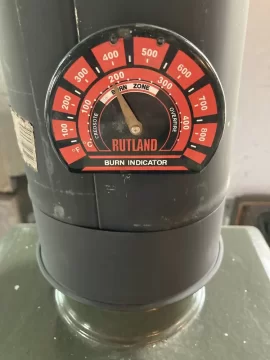 100 200 300 400 500 600 700 800
°F
100 200 300 400
°C
CREOSOTE BURN ZONE OVERFIRE
RUTLAND
BURN INDICATOR